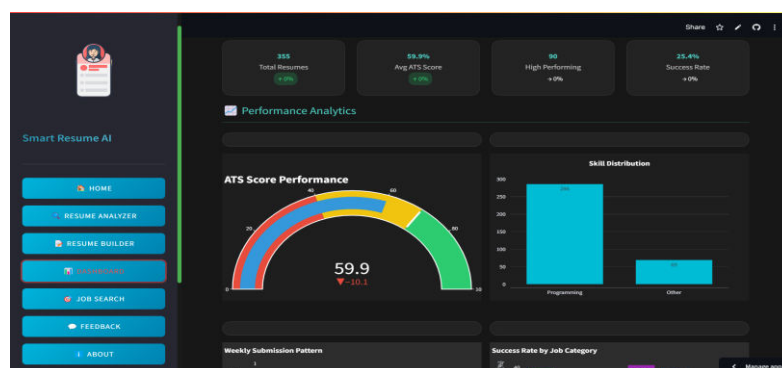 Share
355
Total Resumes
+0%
59.9%
Avg ATS Score
+0%
90
High Performing
→0%
25.4%
Success Rate
→0%
Smart Resume AI
HOME
RESUME ANALYZER
RESUME BUILDER
DASHBOARD
JOB SEARCH
FEEDBACK
ABOUT
Performance Analytics
ATS Score Performance
0
20
40
60
80
59.9
▼-10.1
Skill Distribution
300
250
200
150
100
50
0
Programming
Other
Weekly Submission Pattern
Success Rate by Job Category
Manage app